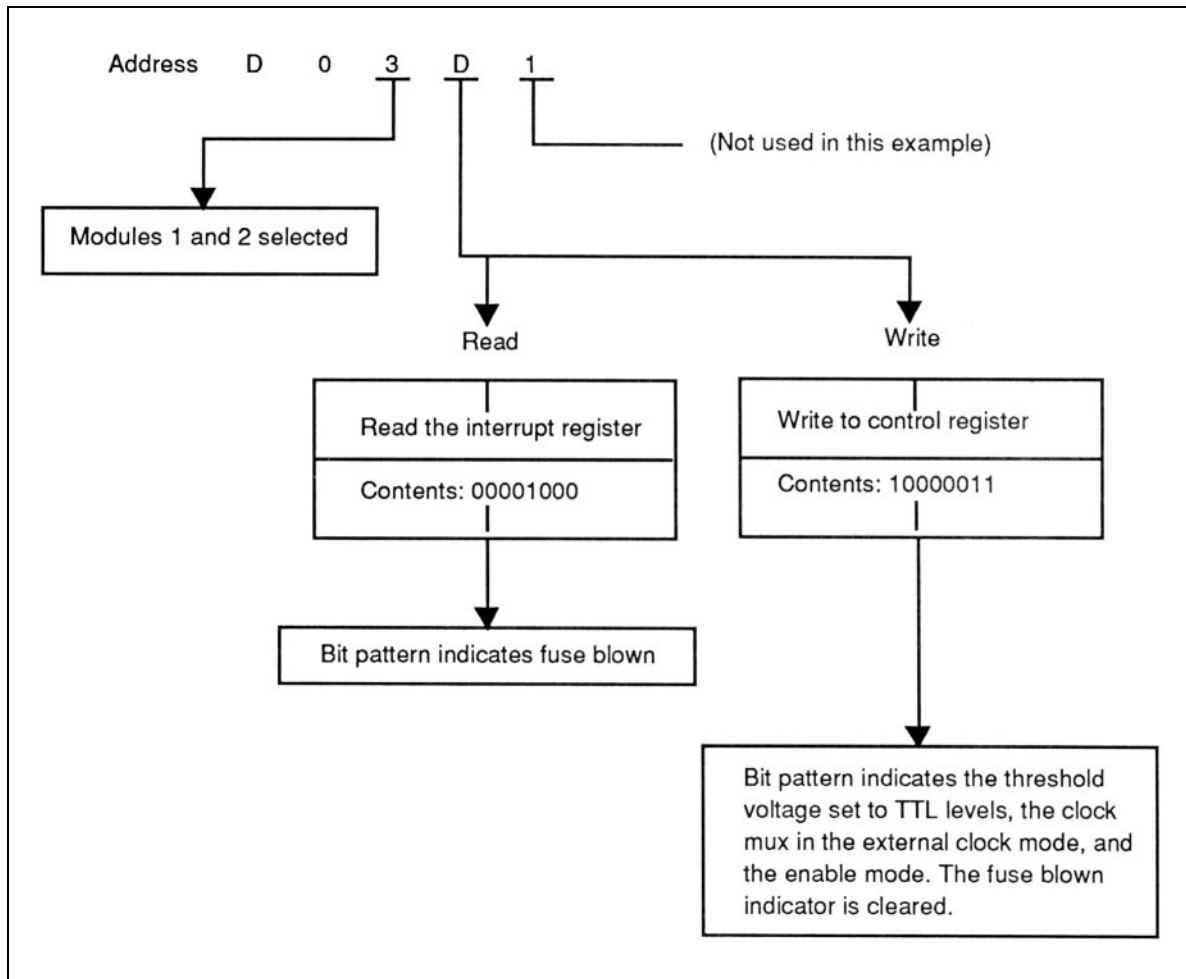 Address D 0 3 D 1
(Not used in this example)
Modules 1 and 2 selected
Read
Write
Read the interrupt register
Contents: 00001000
Write to control register
Contents: 10000011
Bit pattern indicates fuse blown
Bit pattern indicates the threshold
voltage set to TTL levels, the clock
mux in the external clock mode, and
the enable mode. The fuse blown
indicator is cleared.